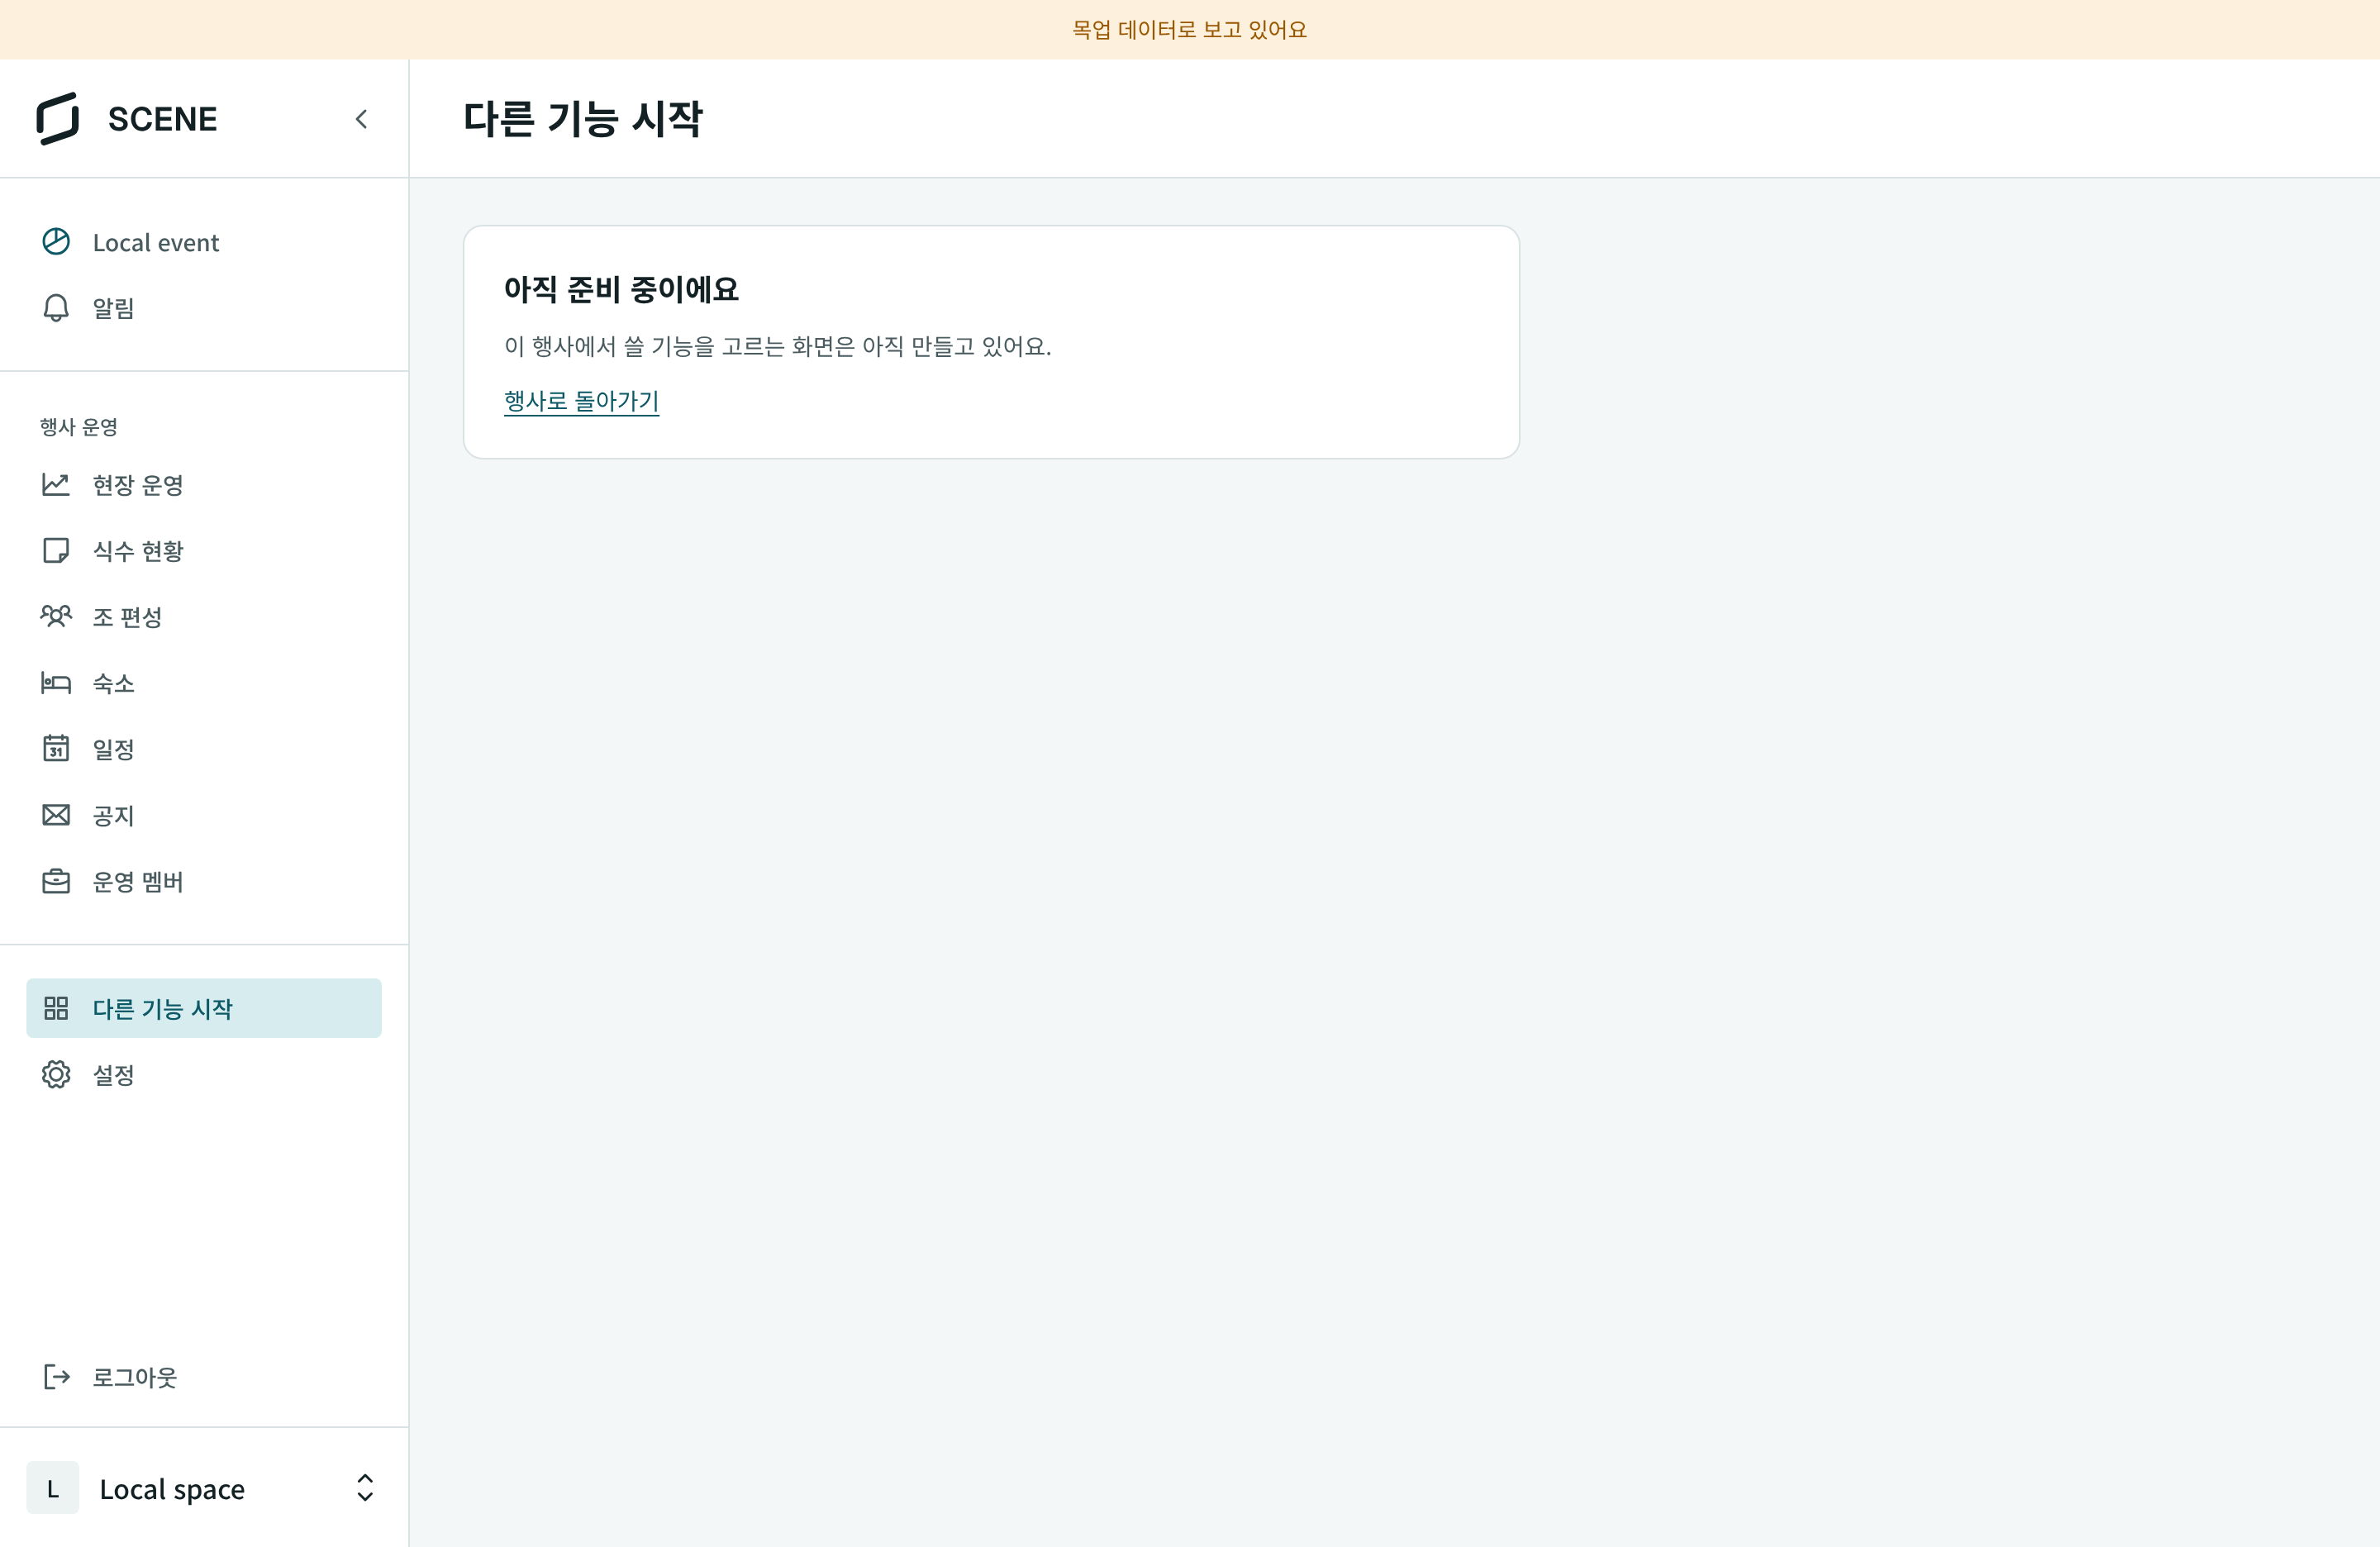 목업 데이터로 보고 있어요
SCENE
다른 기능 시작
Local event
알림
행사 운영
현장 운영
식수 현황
조 편성
숙소
31
일정
공지
운영 멤버
다른 기능 시작
설정
로그아웃
L
Local space
아직 준비 중이에요
이 행사에서 쓸 기능을 고르는 화면은 아직 만들고 있어요.
행사로 돌아가기